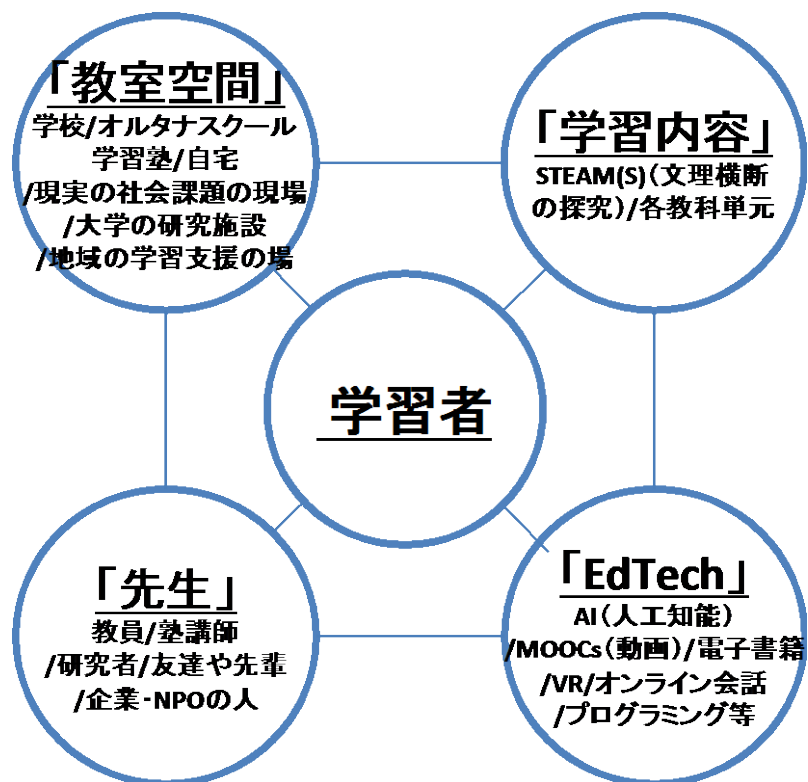 「教室空間」
学校/オルタナスクール
学習塾/自宅
/現実の社会課題の現場
/大学の研究施設
/地域の学習支援の場
「学習内容」
STEAM(S)(文理横断
の探究)/各教科単元
学習者
「先生」
教員/塾講師
/研究者/友達や先輩
/企業・NPOの人
「EdTech」
AI(人工知能)
/MOOCs(動画)/電子書籍
/VR/オンライン会話
/プログラミング等